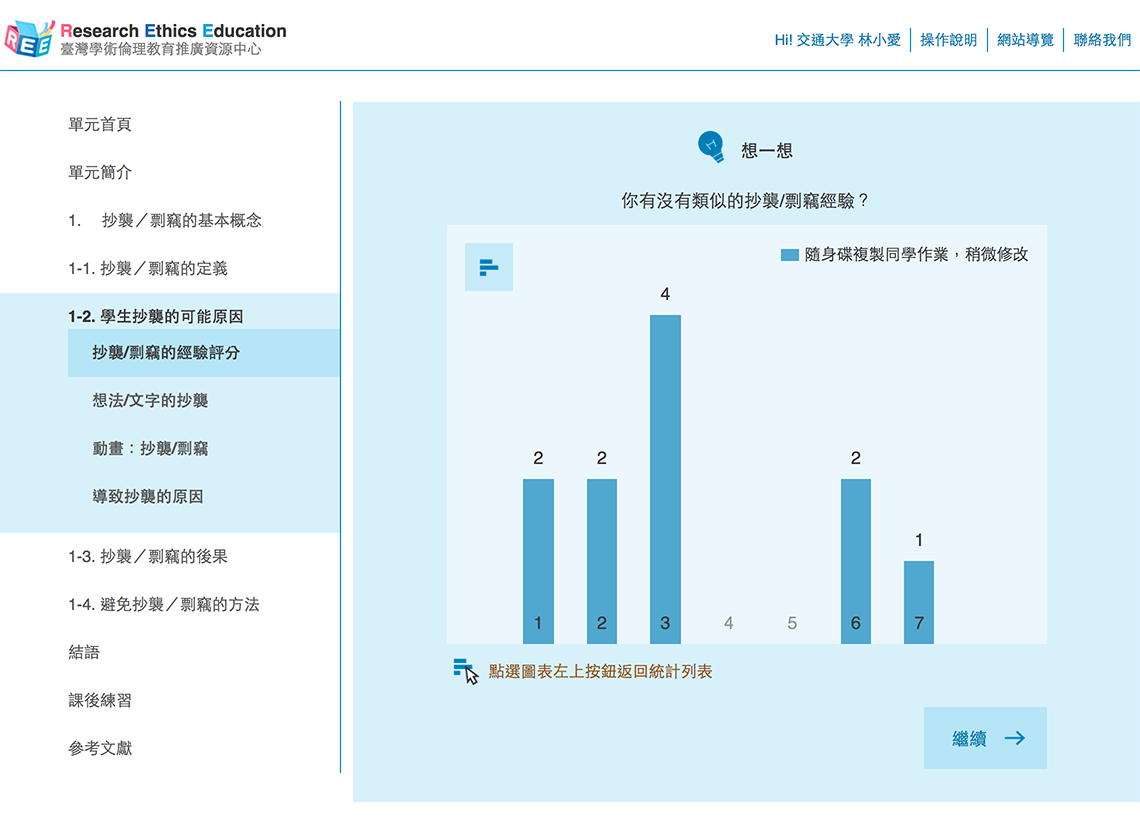 Research Ethics Education
臺灣學術倫理教育推廣資源中心
Hi! 交通大學 林小愛
操作說明
網站導覽
聯絡我們
單元首頁
單元簡介
1. 抄襲／剽竊的基本概念
1-1. 抄襲／剽竊的定義
1-2. 學生抄襲的可能原因
抄襲/剽竊的經驗評分
想法/文字的抄襲
動畫：抄襲/剽竊
導致抄襲的原因
1-3. 抄襲／剽竊的後果
1-4. 避免抄襲／剽竊的方法
結語
課後練習
參考文獻
想一想
你有沒有類似的抄襲/剽竊經驗？
隨身碟複製同學作業，稍微修改
4
2 2 2
1
1 2 3 4 5 6 7
點選圖表左上按鈕返回統計列表
繼續